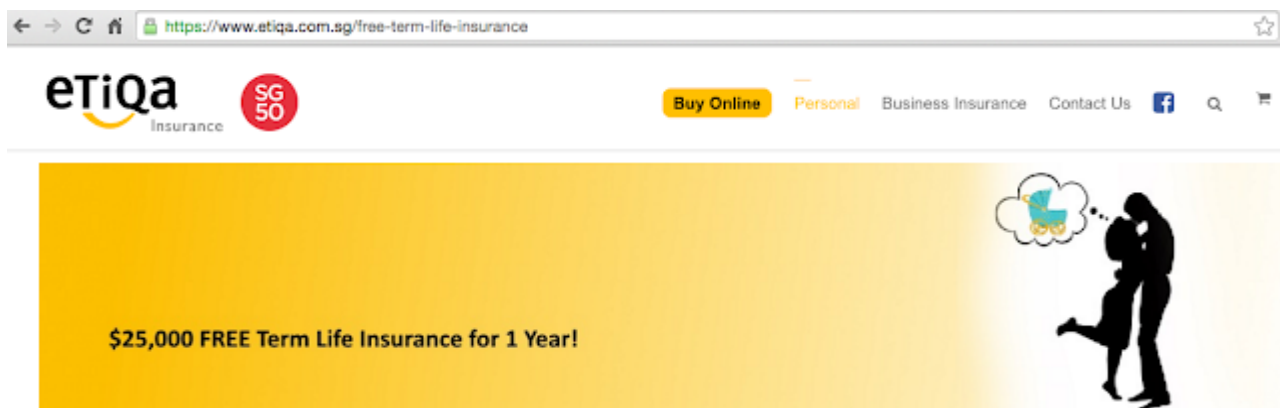 https://www.etiqa.com.sg/free-term-life-insurance
eTiQa
Insurance
SG
50
Buy Online
Personal
Business Insurance
Contact Us
f
$25,000 FREE Term Life Insurance for 1 Year!